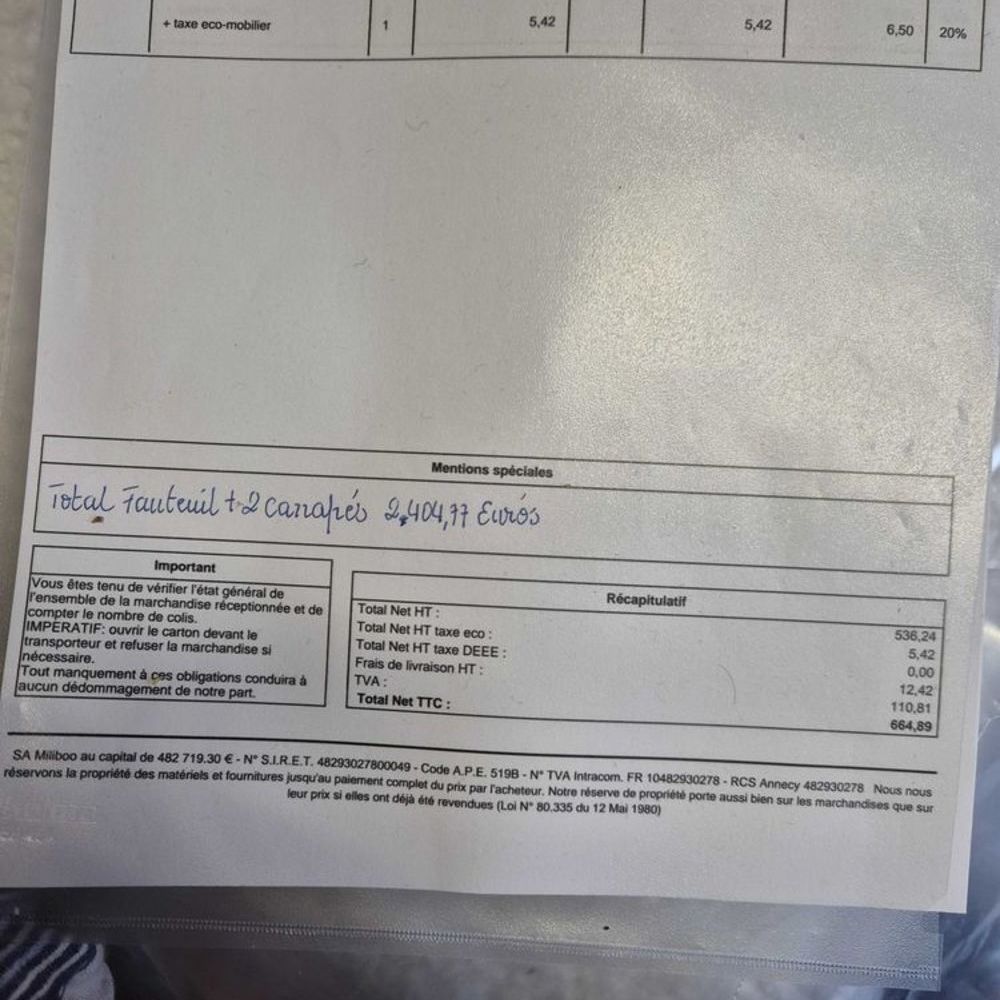 + taxe eco-mobilier 1 5,42 5,42 6,50 20%
Mentions spéciales
Total Fauteuil + 2 canapés 2,404,77 Euros
Important
Vous êtes tenu de vérifier l'état général de
l'ensemble de la marchandise réceptionnée et de
compter le nombre de colis.
IMPERATIF: ouvrir le carton devant le
transporteur et refuser la marchandise si
nécessaire.
Tout manquement à ces obligations conduira à
aucun dédommagement de notre part.
Récapitulatif
Total Net HT : 536,24
Total Net HT taxe eco : 5,42
Total Net HT taxe DEEE : 0,00
Frais de livraison HT : 12,42
TVA : 110,81
Total Net TTC : 664,89
SA Miliboo au capital de 482 719.30 € - N° S.I.R.E.T. 48293027800049 - Code A.P.E. 519B - N° TVA Intracom. FR 10482930278 - RCS Annecy 482930278 Nous nous
réservons la propriété des matériels et fournitures jusqu'au paiement complet du prix par l'acheteur. Notre réserve de propriété porte aussi bien sur les marchandises que sur
leur prix si elles ont déjà été revendues (Loi N° 80.335 du 12 Mai 1980)